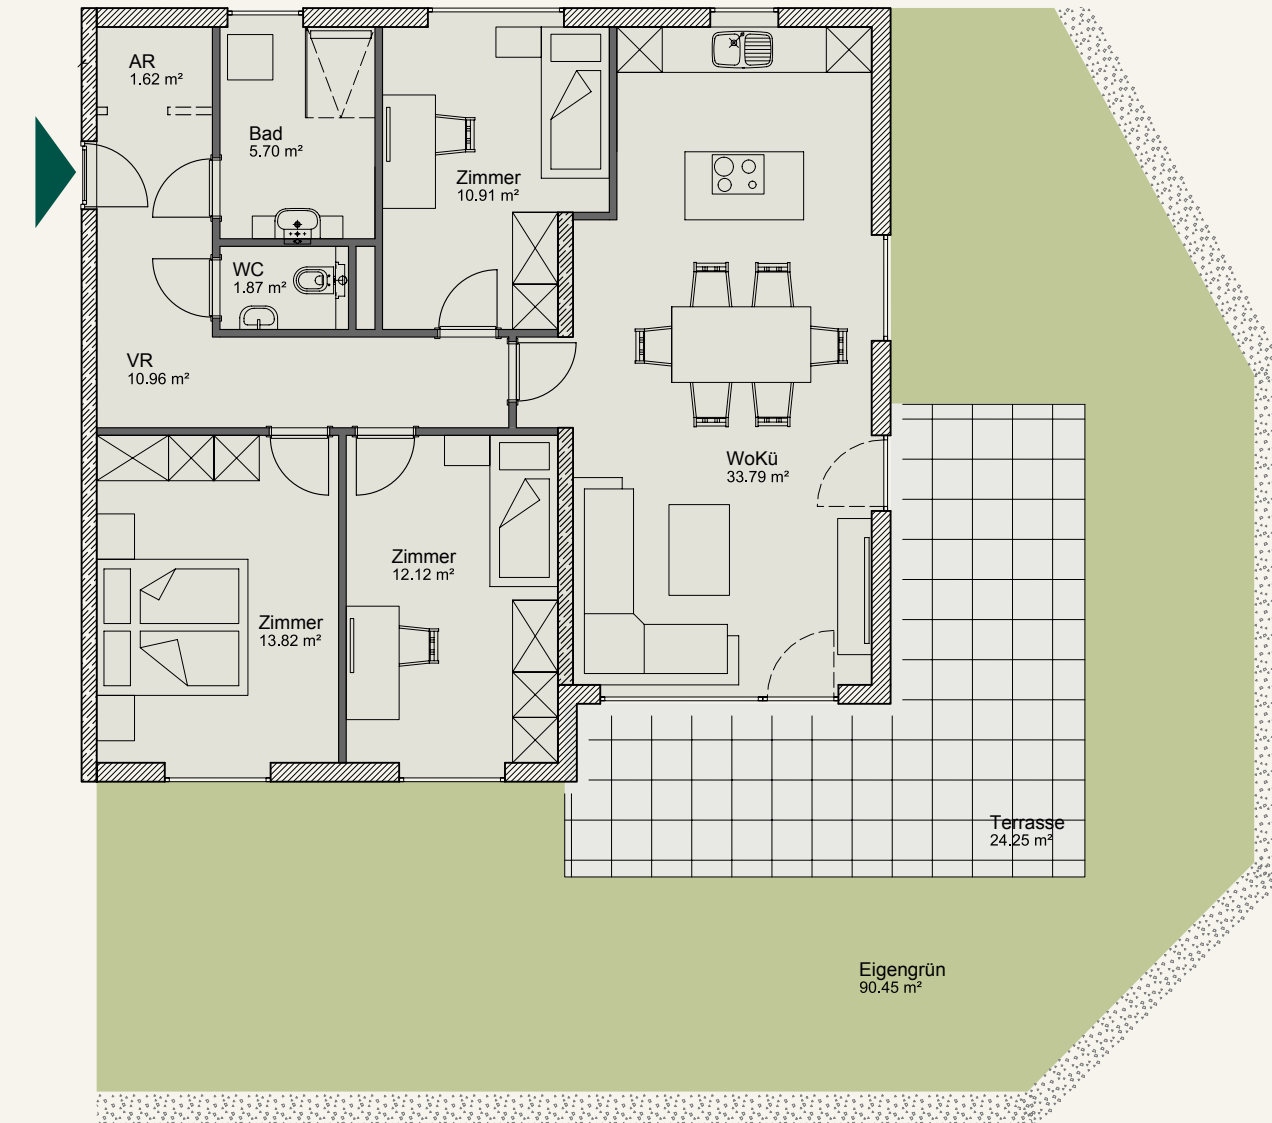 AR
1.62 m²
Bad
5.70 m²
Zimmer
10.91 m²
WC
1.87 m²
VR
10.96 m²
WoKü
33.79 m²
Zimmer
12.12 m²
Zimmer
13.82 m²
Terrasse
24.25 m²
Eigengrün
90.45 m²